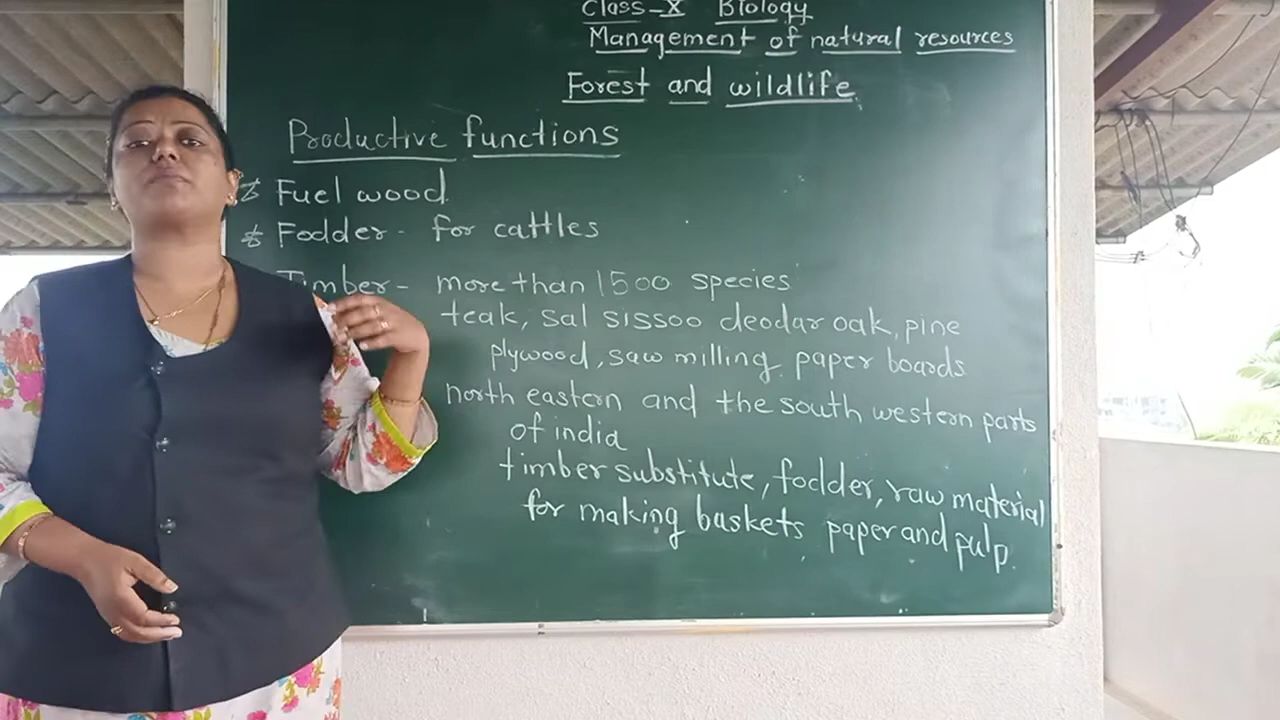 Class-X Biology
Management of natural resources
Forest and wildlife
Productive functions
* Fuel wood
* Fodder - for cattles
Timber - more than 1500 species
teak, sal sissoo deodar oak, pine
plywood, saw milling, paper boards
north eastern and the south western parts
of india
timber substitute, fodder, raw material
for making baskets paper and pulp.